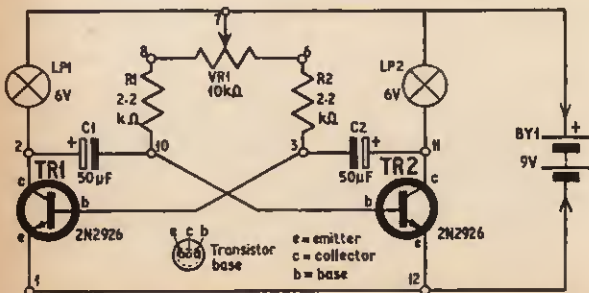 7
8
6
LP1
6V
R1
2·2
kΩ
VR1
10kΩ
R2
2·2
kΩ
LP2
6V
2
+
C1
50μF
10
3
C2
+
50μF
11
BY1
+
9V
TR1
c
b
e
2N2926
TR2
c
b
e
2N2926
e c b
Transistor
base
e = emitter
c = collector
b = base
1
12